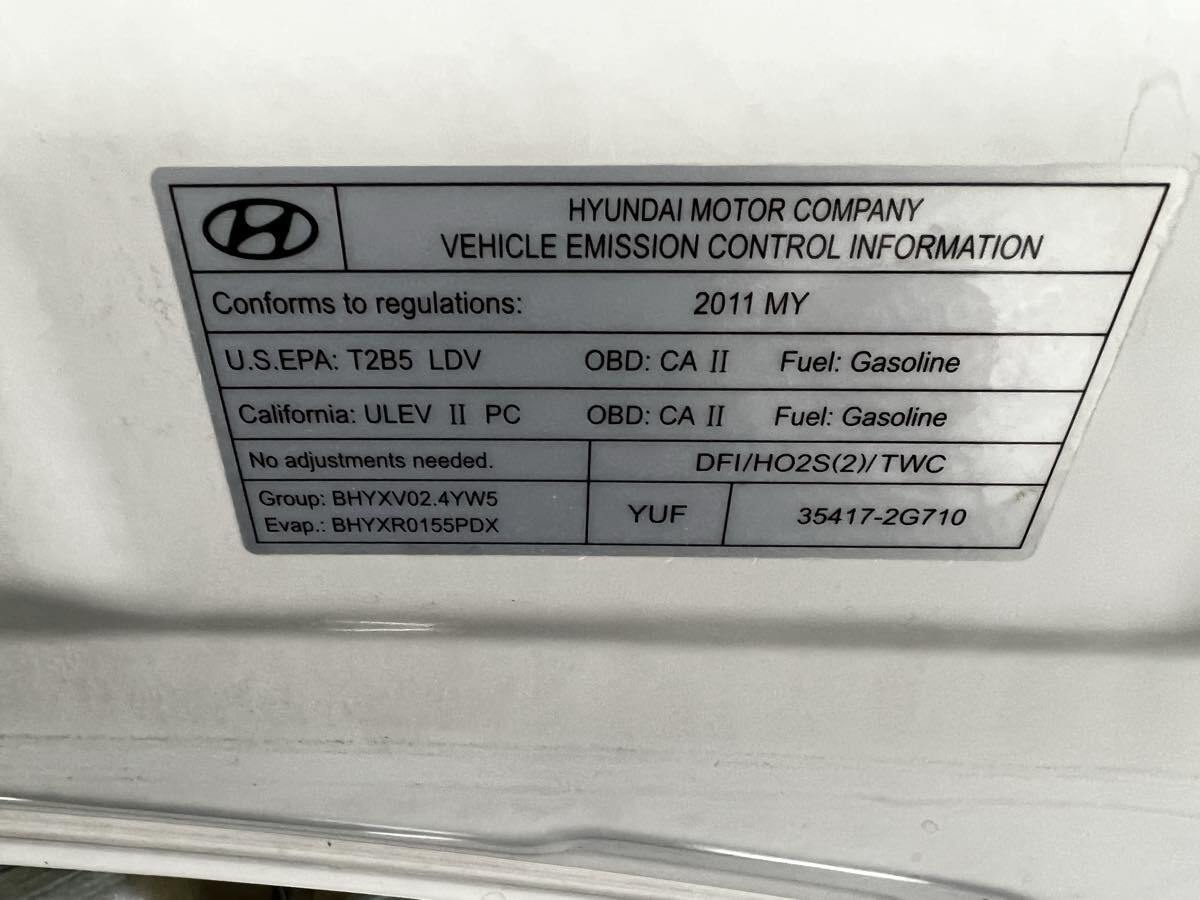 HYUNDAI MOTOR COMPANY
VEHICLE EMISSION CONTROL INFORMATION
Conforms to regulations: 2011 MY
U.S.EPA: T2B5 LDV OBD: CA II Fuel: Gasoline
California: ULEV II PC OBD: CA II Fuel: Gasoline
No adjustments needed. DFI/HO2S(2)/TWC
Group: BHYXV02.4YW5
Evap.: BHYXR0155PDX
YUF 35417-2G710